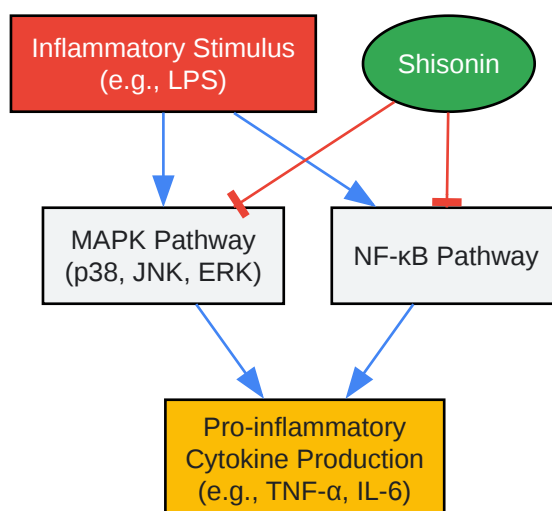 Inflammatory Stimulus
(e.g., LPS)
Shisonin
MAPK Pathway
(p38, JNK, ERK)
NF-κB Pathway
Pro-inflammatory
Cytokine Production
(e.g., TNF-α, IL-6)